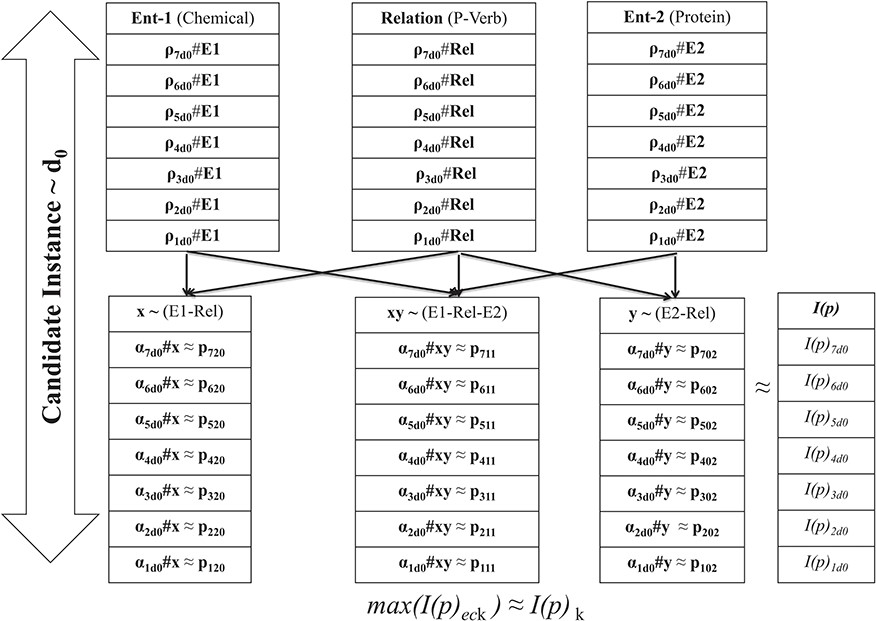 Candidate Instance ~ d₀
Ent-1 (Chemical)
ρ₇d0#E1
ρ₆d0#E1
ρ₅d0#E1
ρ₄d0#E1
ρ₃d0#E1
ρ₂d0#E1
ρ₁d0#E1
Relation (P-Verb)
ρ₇d0#Rel
ρ₆d0#Rel
ρ₅d0#Rel
ρ₄d0#Rel
ρ₃d0#Rel
ρ₂d0#Rel
ρ₁d0#Rel
Ent-2 (Protein)
ρ₇d0#E2
ρ₆d0#E2
ρ₅d0#E2
ρ₄d0#E2
ρ₃d0#E2
ρ₂d0#E2
ρ₁d0#E2
x ~ (E1-Rel)
α₇d0#x ≈ p₇₂₀
α₆d0#x ≈ p₆₂₀
α₅d0#x ≈ p₅₂₀
α₄d0#x ≈ p₄₂₀
α₃d0#x ≈ p₃₂₀
α₂d0#x ≈ p₂₂₀
α₁d0#x ≈ p₁₂₀
xy ~ (E1-Rel-E2)
α₇d0#xy ≈ p₇₁₁
α₆d0#xy ≈ p₆₁₁
α₅d0#xy ≈ p₅₁₁
α₄d0#xy ≈ p₄₁₁
α₃d0#xy ≈ p₃₁₁
α₂d0#xy ≈ p₂₁₁
α₁d0#xy ≈ p₁₁₁
y ~ (E2-Rel)
α₇d0#y ≈ p₇₀₂
α₆d0#y ≈ p₆₀₂
α₅d0#y ≈ p₅₀₂
α₄d0#y ≈ p₄₀₂
α₃d0#y ≈ p₃₀₂
α₂d0#y ≈ p₂₀₂
α₁d0#y ≈ p₁₀₂
≈
I(p)
I(p)₇d0
I(p)₆d0
I(p)₅d0
I(p)₄d0
I(p)₃d0
I(p)₂d0
I(p)₁d0
max(I(p)eck ) ≈ I(p) k